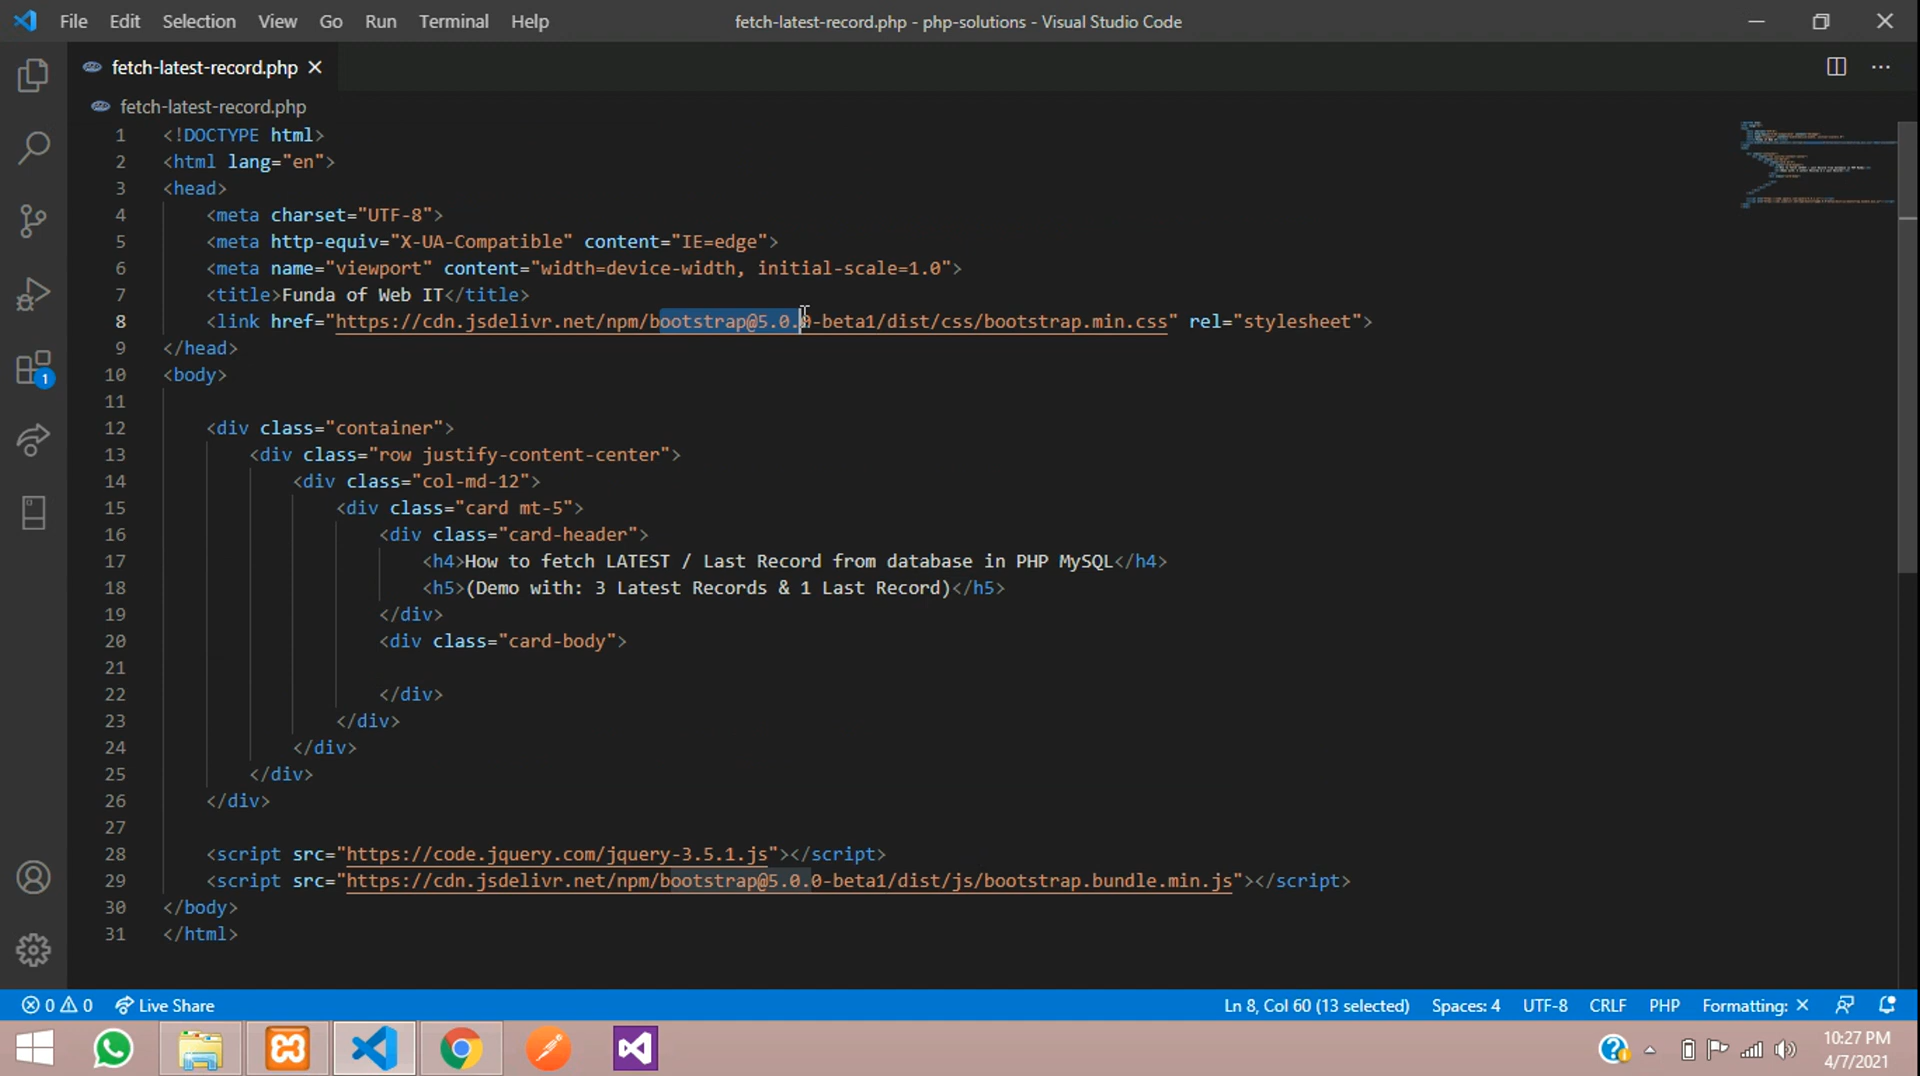 File Edit Selection View Go Run Terminal Help fetch-latest-record.php - php-solutions - Visual Studio Code
fetch-latest-record.php
fetch-latest-record.php
1 <!DOCTYPE html>
2 <html lang="en">
3 <head>
4 <meta charset="UTF-8">
5 <meta http-equiv="X-UA-Compatible" content="IE=edge">
6 <meta name="viewport" content="width=device-width, initial-scale=1.0">
7 <title>Funda of Web IT</title>
8 <link href="https://cdn.jsdelivr.net/npm/bootstrap@5.0.0-beta1/dist/css/bootstrap.min.css" rel="stylesheet">
9 </head>
10 <body>
11
12 <div class="container">
13 <div class="row justify-content-center">
14 <div class="col-md-12">
15 <div class="card mt-5">
16 <div class="card-header">
17 <h4>How to fetch LATEST / Last Record from database in PHP MySQL</h4>
18 <h5>(Demo with: 3 Latest Records & 1 Last Record)</h5>
19 </div>
20 <div class="card-body">
21
22 </div>
23 </div>
24 </div>
25 </div>
26 </div>
27
28 <script src="https://code.jquery.com/jquery-3.5.1.js"></script>
29 <script src="https://cdn.jsdelivr.net/npm/bootstrap@5.0.0-beta1/dist/js/bootstrap.bundle.min.js"></script>
30 </body>
31 </html>
1
0 0 Live Share Ln 8, Col 60 (13 selected) Spaces: 4 UTF-8 CRLF PHP Formatting: ×
10:27 PM
4/7/2021